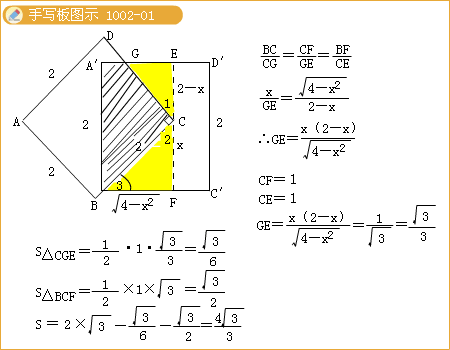 手写板图示 1002-01
D
G
E
A′
D′
2
2-x
1
A
2
2
C
2
2
x
2
3
B
√4-x²
F
C′
BC/CG = CF/GE = BF/CE
x/GE = √4-x²/2-x
∴GE= x(2-x)/√4-x²
CF=1
CE=1
GE= x(2-x)/√4-x² = 1/√3 = √3/3
S△CGE = 1/2 · 1 · √3/3 = √3/6
S△BCF = 1/2 ×1× √3 = √3/2
S = 2×√3 - √3/6 - √3/2 = 4√3/3